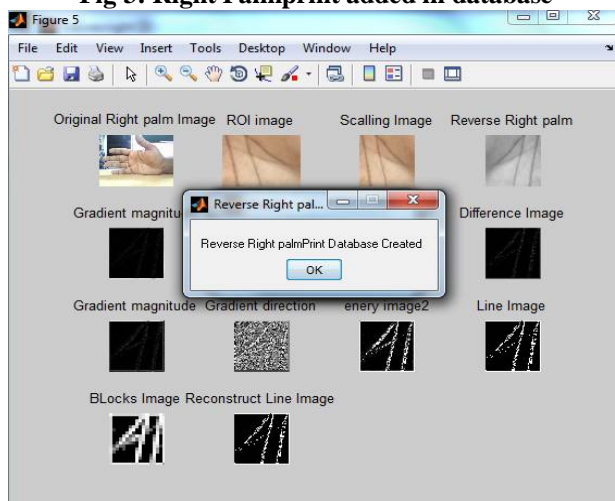 Fig 5: Right Palmprint added in database
Figure 5
File Edit View Insert Tools Desktop Window Help
Original Right palm Image ROI image Scalling Image Reverse Right palm
Reverse Right pal...
Gradient Difference Image
Reverse Right palmPrint Database Created
OK
Gradient magnitude Gradient direction enery image2 Line Image
BLocks Image Reconstruct Line Image